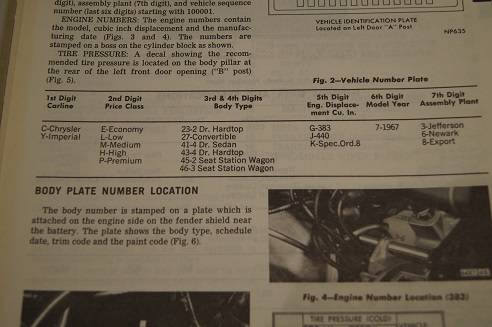 digit), assembly plant (7th digit), and vehicle sequence
number (last six digits) starting with 100001.
ENGINE NUMBERS: The engine numbers contain
the model, cubic inch displacement and the manufac-
turing date (Figs. 3 and 4). The numbers are
stamped on a boss on the cylinder block as shown.
TIRE PRESSURE: A decal showing the recom-
mended tire pressure is located on the body pillar at
the rear of the left front door opening ("B" post)
(Fig. 5).
VEHICLE IDENTIFICATION PLATE
Located on Left Door "A" Post
NP635
Fig. 2—Vehicle Number Plate
1st Digit
Carline
2nd Digit
Price Class
3rd & 4th Digits
Body Type
5th Digit
Eng. Displace-
ment Cu. In.
6th Digit
Model Year
7th Digit
Assembly Plant
C-Chrysler
Y-Imperial
E-Economy
L-Low
M-Medium
H-High
P-Premium
23-2 Dr. Hardtop
27-Convertible
41-4 Dr. Sedan
43-4 Dr. Hardtop
45-2 Seat Station Wagon
46-3 Seat Station Wagon
G-383
J-440
K-Spec.Ord.8
7-1967
3-Jefferson
6-Newark
8-Export
BODY PLATE NUMBER LOCATION
The body number is stamped on a plate which is
attached on the engine side on the fender shield near
the battery. The plate shows the body type, schedule
date, trim code and the paint code (Fig. 6).
Fig. 4—Engine Number Location (383)
TIRE PRESSURE (COLD)